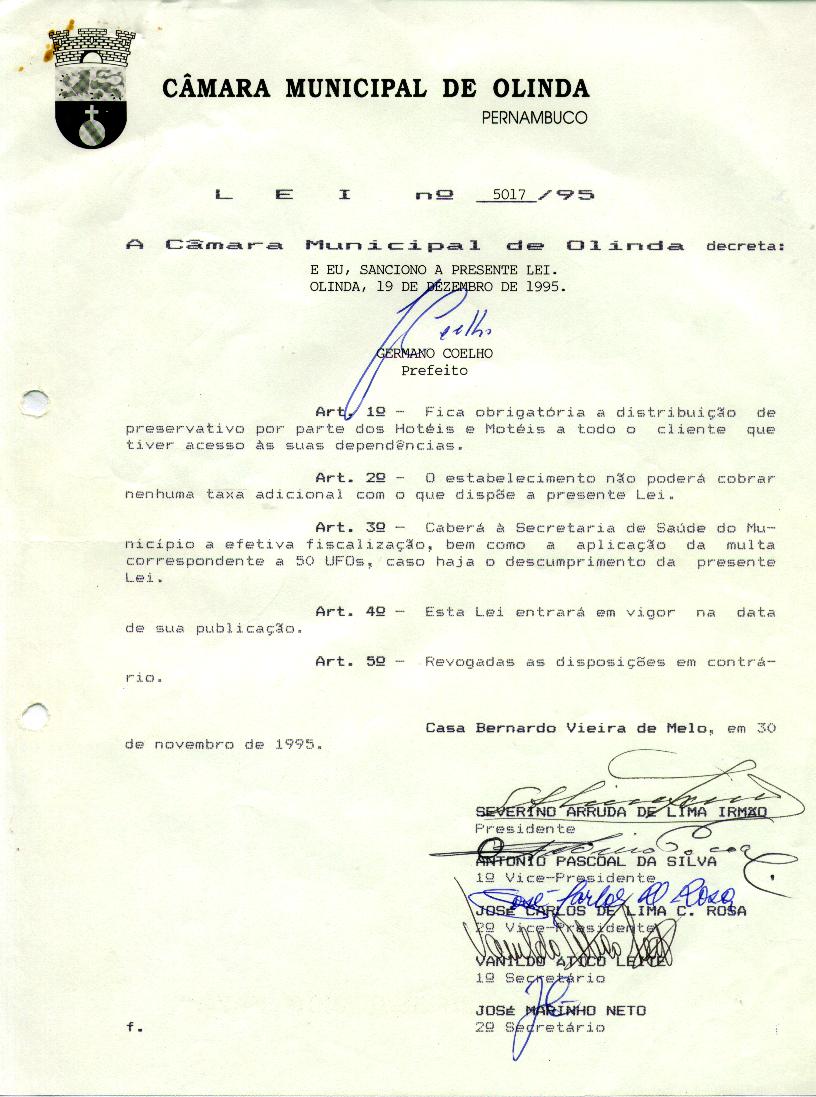 CÂMARA MUNICIPAL DE OLINDA
PERNAMBUCO
L E I nº 5017/95
A Câmara Municipal de Olinda decreta:
E EU, SANCIONO A PRESENTE LEI.
OLINDA, 19 DE DEZEMBRO DE 1995.
Coelho
GERMANO COELHO
Prefeito
Art. 1º - Fica obrigatória a distribuição de
preservativo por parte dos Hotéis e Motéis a todo o cliente que
tiver acesso às suas dependências.
Art. 2º - O estabelecimento não poderá cobrar
nenhuma taxa adicional com o que dispõe a presente Lei.
Art. 3º - Caberá à Secretaria de Saúde do Mu-
nicípio a efetiva fiscalização, bem como a aplicação da multa
correspondente a 50 UFOs, caso haja o descumprimento da presente
Lei.
Art. 4º - Esta Lei entrará em vigor na data
de sua publicação.
Art. 5º - Revogadas as disposições em contrá-
rio.
Casa Bernardo Vieira de Melo, em 30
de novembro de 1995.
SEVERINO ARRUDA DE LIMA IRMÃO
Presidente
ANTONIO PASCOAL DA SILVA
1º Vice-Presidente
José Carlos Rosa
JOSÉ CARLOS DE LIMA C. ROSA
2º Vice-Presidente
VANILDO ATICO LEITE
1º Secretário
JOSÉ MARINHO NETO
2º Secretário
f.